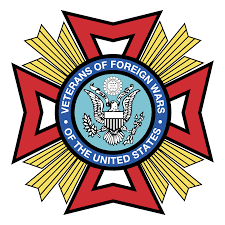 VETERANS OF FOREIGN WARS
OF THE UNITED STATES